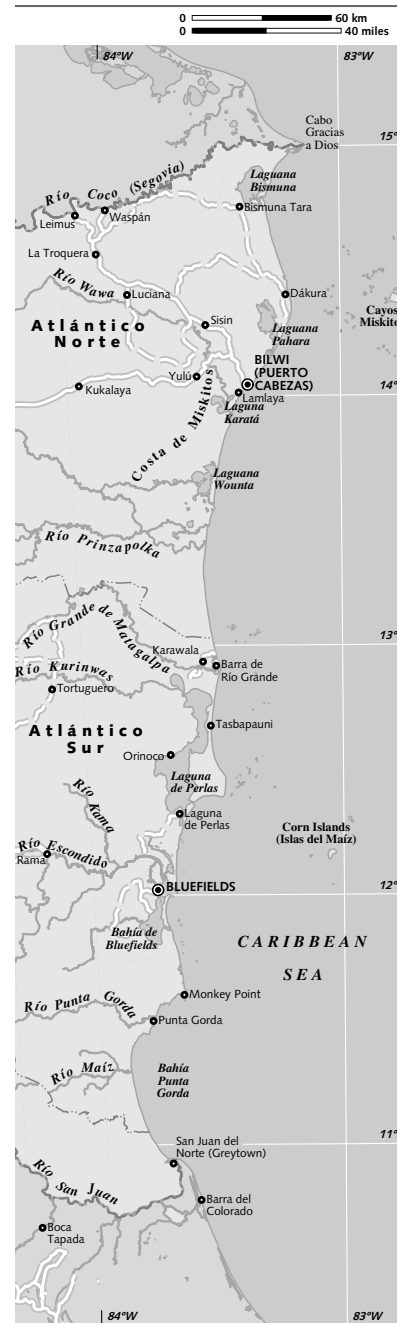 0 60 km
0 40 miles
84°W 83°W
Cabo
Gracias
a Dios
15°
Río Coco (Segovia)
Laguana
Bismuna
Leimus
Waspán
Bismuna Tara
La Troquera
Río Wawa
Luciana
Dákura
Cayos
Miskito
Atlántico
Norte
Sisin
Laguna
Pahara
BILWI
(PUERTO
CABEZAS)
Yulú
Kukalaya
Lamlaya
14°
Laguna
Karatá
Costa de Miskitos
Laguana
Wounta
Río Prinzapolka
Río Grande de Matagalpa
13°
Karawala
Barra de
Río Grande
Río Kurinwas
Tortuguero
Atlántico
Sur
Tasbapauni
Orinoco
Laguna
de Perlas
Río Kama
Laguna
de Perlas
Corn Islands
(Islas del Maíz)
Río Escondido
Rama
BLUEFIELDS
12°
Bahía de
Bluefields
CARIBBEAN
SEA
Río Punta Gorda
Monkey Point
Punta Gorda
Río Maíz
Bahía
Punta
Gorda
11°
San Juan del
Norte (Greytown)
Río San Juan
Barra del
Colorado
Boca
Tapada
84°W 83°W